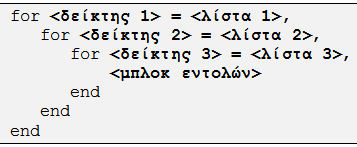 for <δείκτης 1> = <λίστα 1>,
for <δείκτης 2> = <λίστα 2>,
for <δείκτης 3> = <λίστα 3>,
<μπλοκ εντολών>
end
end
end